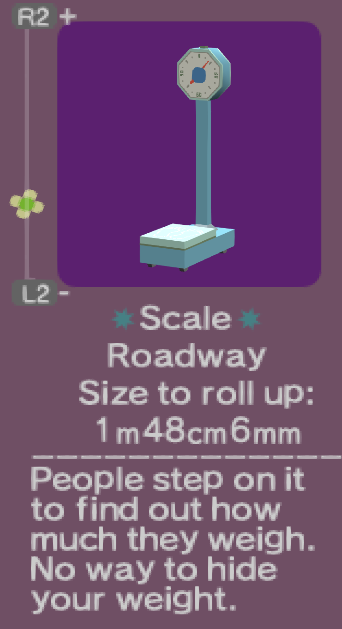 R2 +
L2 -
Scale
Roadway
Size to roll up:
1m48cm6mm
People step on it
to find out how
much they weigh.
No way to hide
your weight.